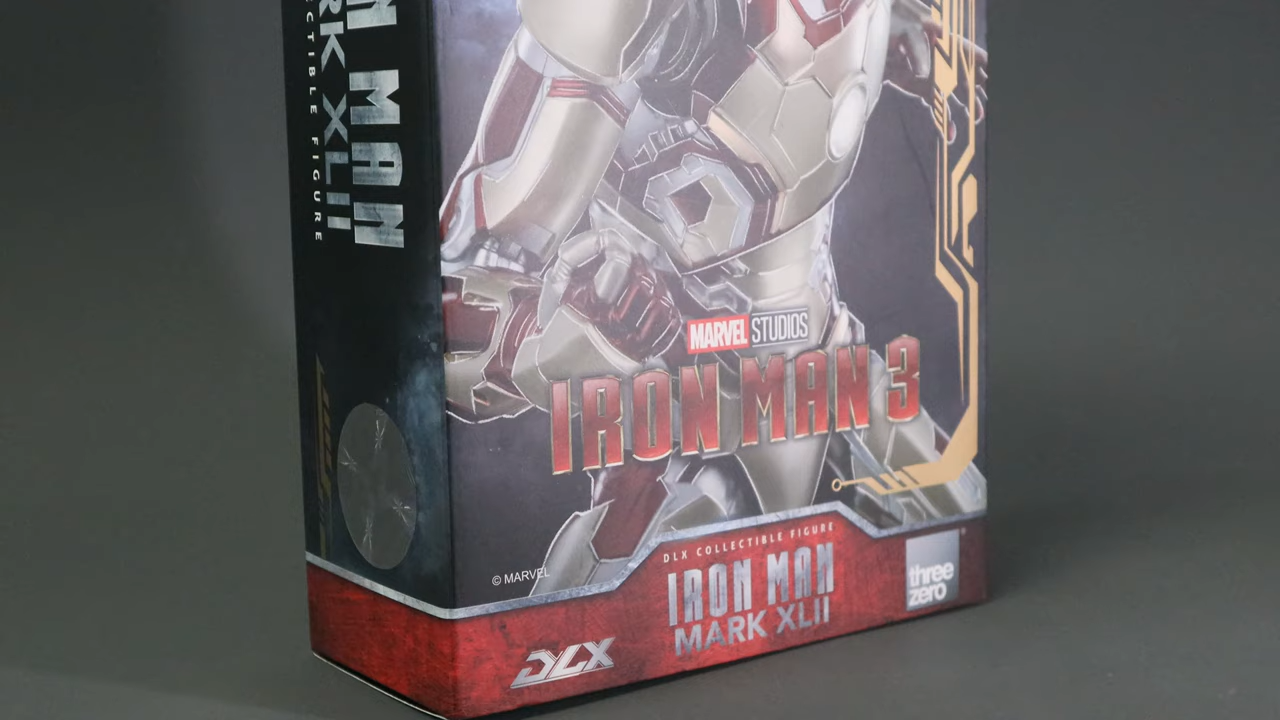 MAN
XLII
FIGURE
MARVEL STUDIOS
IRON MAN 3
© MARVEL
DLX COLLECTIBLE FIGURE
IRON MAN
MARK XLII
DLX
three
zero